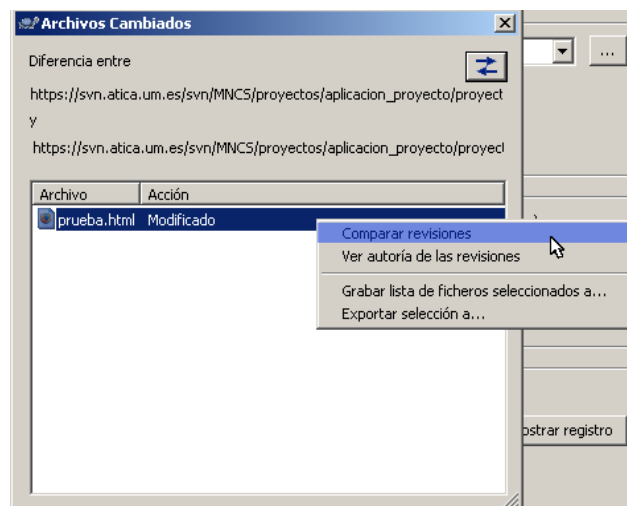 Archivos Cambiados
Diferencia entre
https://svn.atica.um.es/svn/MNCS/proyectos/aplicacion_proyecto/proyect
y
https://svn.atica.um.es/svn/MNCS/proyectos/aplicacion_proyecto/proyect
Archivo Acción
prueba.html Modificado
Comparar revisiones
Ver autoría de las revisiones
Grabar lista de ficheros seleccionados a...
Exportar selección a...
...
ostrar registro